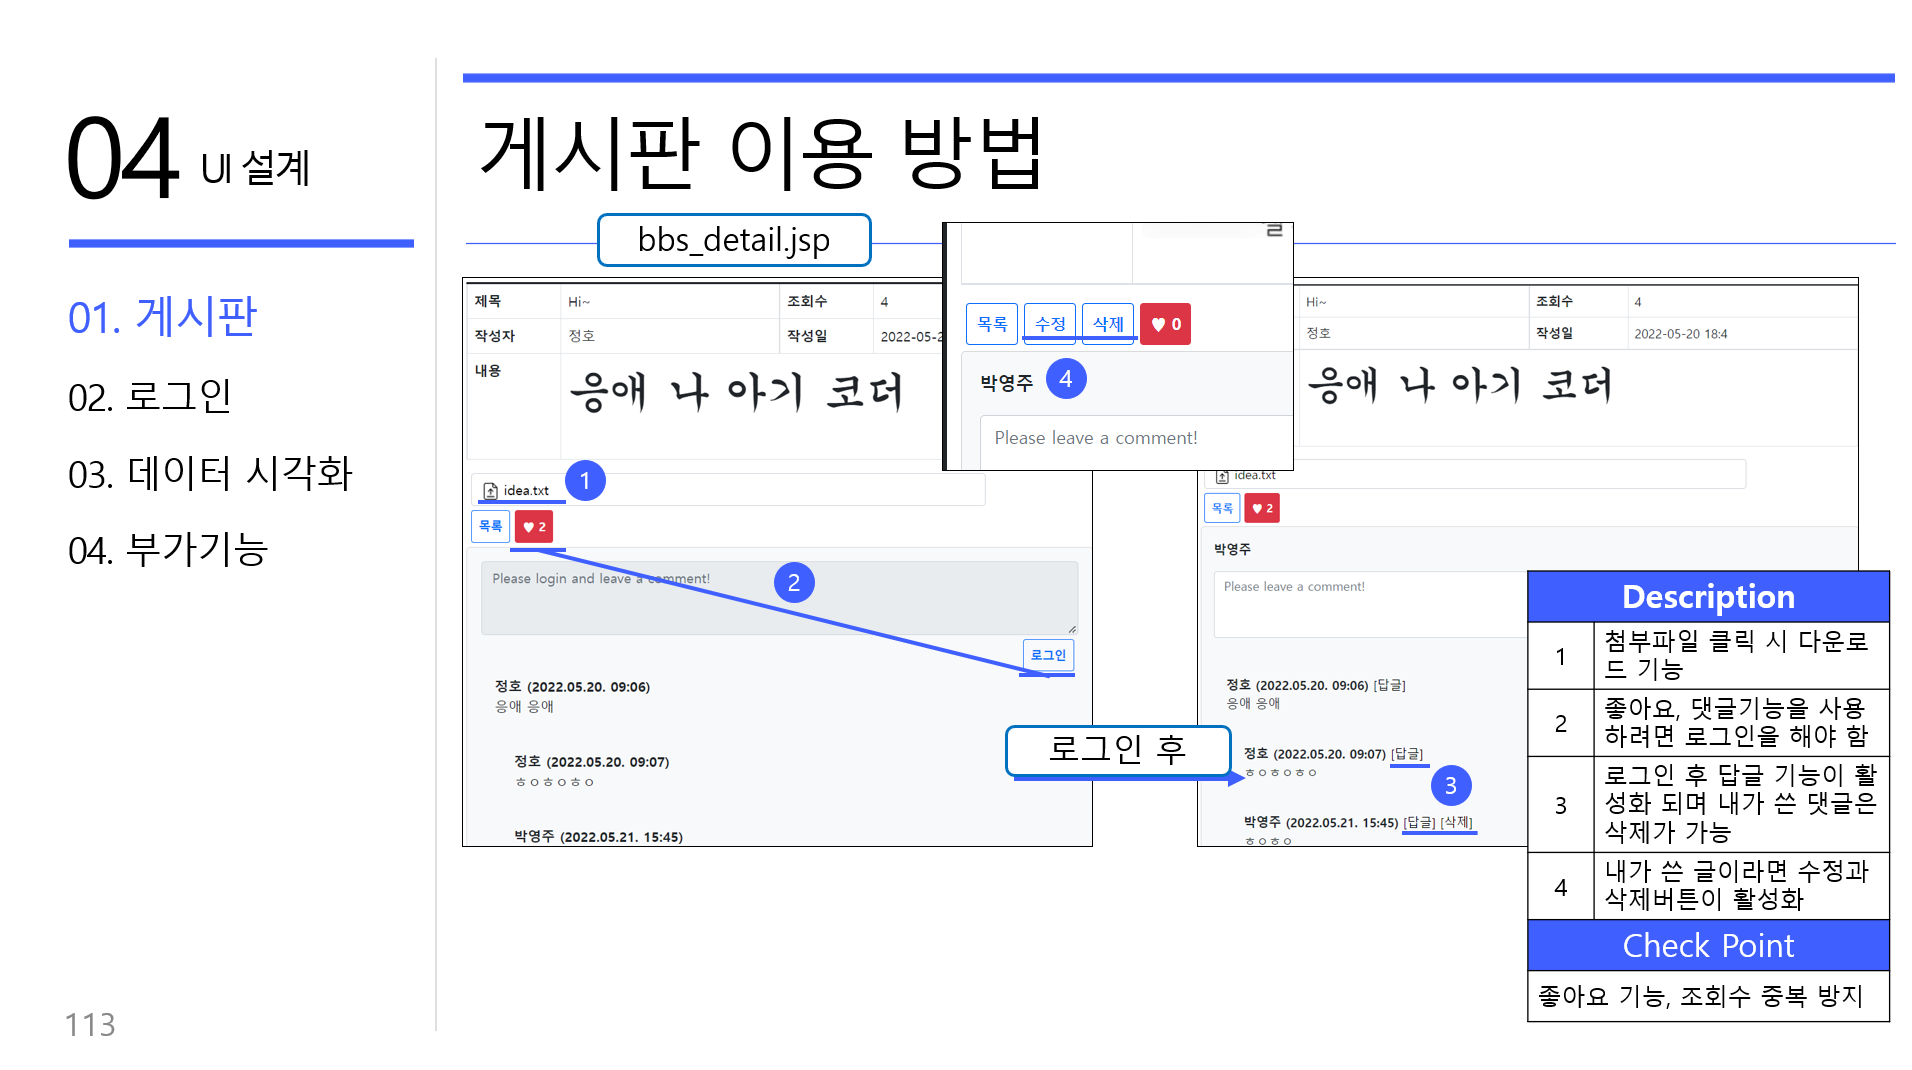 04 UI 설계
01. 게시판
02. 로그인
03. 데이터 시각화
04. 부가기능
113
게시판 이용 방법
bbs_detail.jsp
제목 Hi~ 조회수 4
작성자 정호 작성일 2022-05-2
내용 응애 나 아기 코더
idea.txt 1
목록 ♥ 2
Please login and leave a comment!
2
로그인
정호 (2022.05.20. 09:06)
응애 응애
정호 (2022.05.20. 09:07)
ㅎㅇㅎㅇㅎㅇ
박영주 (2022.05.21. 15:45)
목록 수정 삭제 ♥ 0
박영주 4
Please leave a comment!
로그인 후
Hi~ 조회수 4
정호 작성일 2022-05-20 18:4
응애 나 아기 코더
idea.txt
목록 ♥ 2
박영주
Please leave a comment!
정호 (2022.05.20. 09:06) [답글]
응애 응애
정호 (2022.05.20. 09:07) [답글]
ㅎㅇㅎㅇㅎㅇ
3
박영주 (2022.05.21. 15:45) [답글] [삭제]
ㅎㅇㅎㅇ
Description
1 첨부파일 클릭 시 다운로
드 기능
2 좋아요, 댓글기능을 사용
하려면 로그인을 해야 함
3 로그인 후 답글 기능이 활
성화 되며 내가 쓴 댓글은
삭제가 가능
4 내가 쓴 글이라면 수정과
삭제버튼이 활성화
Check Point
좋아요 기능, 조회수 중복 방지